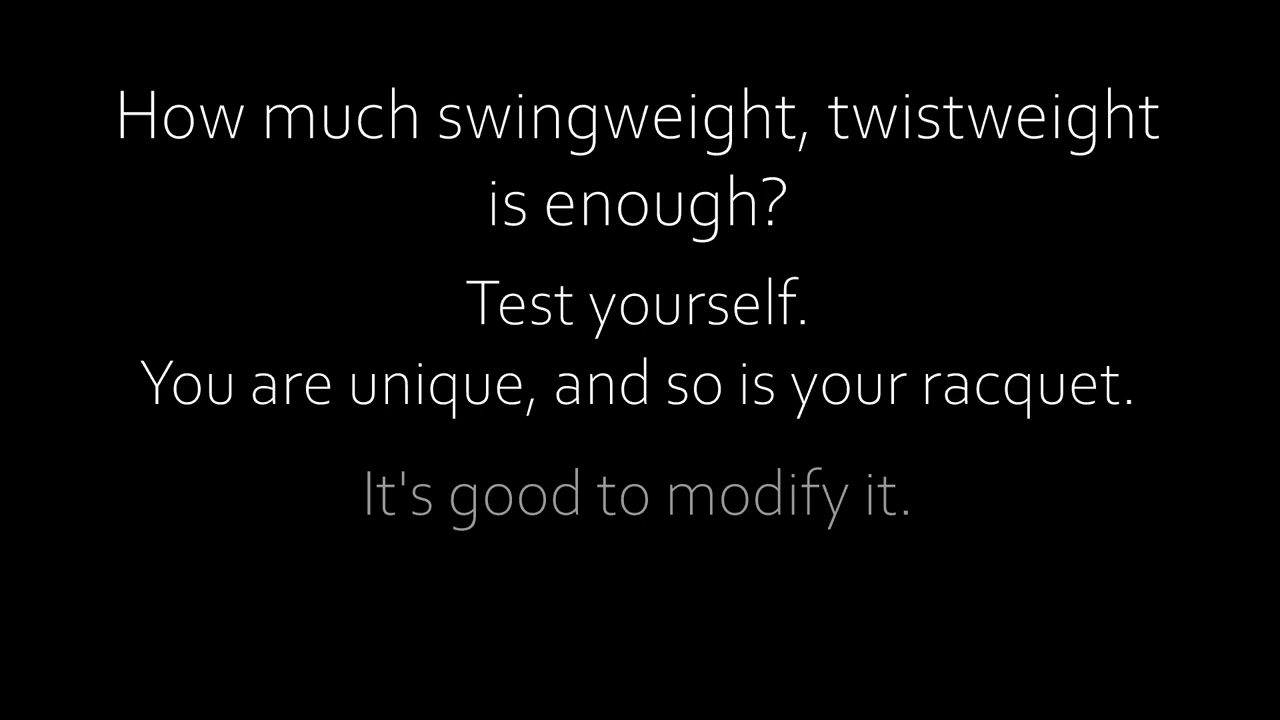 How much swingweight, twistweight
is enough?
Test yourself.
You are unique, and so is your racquet.
It's good to modify it.